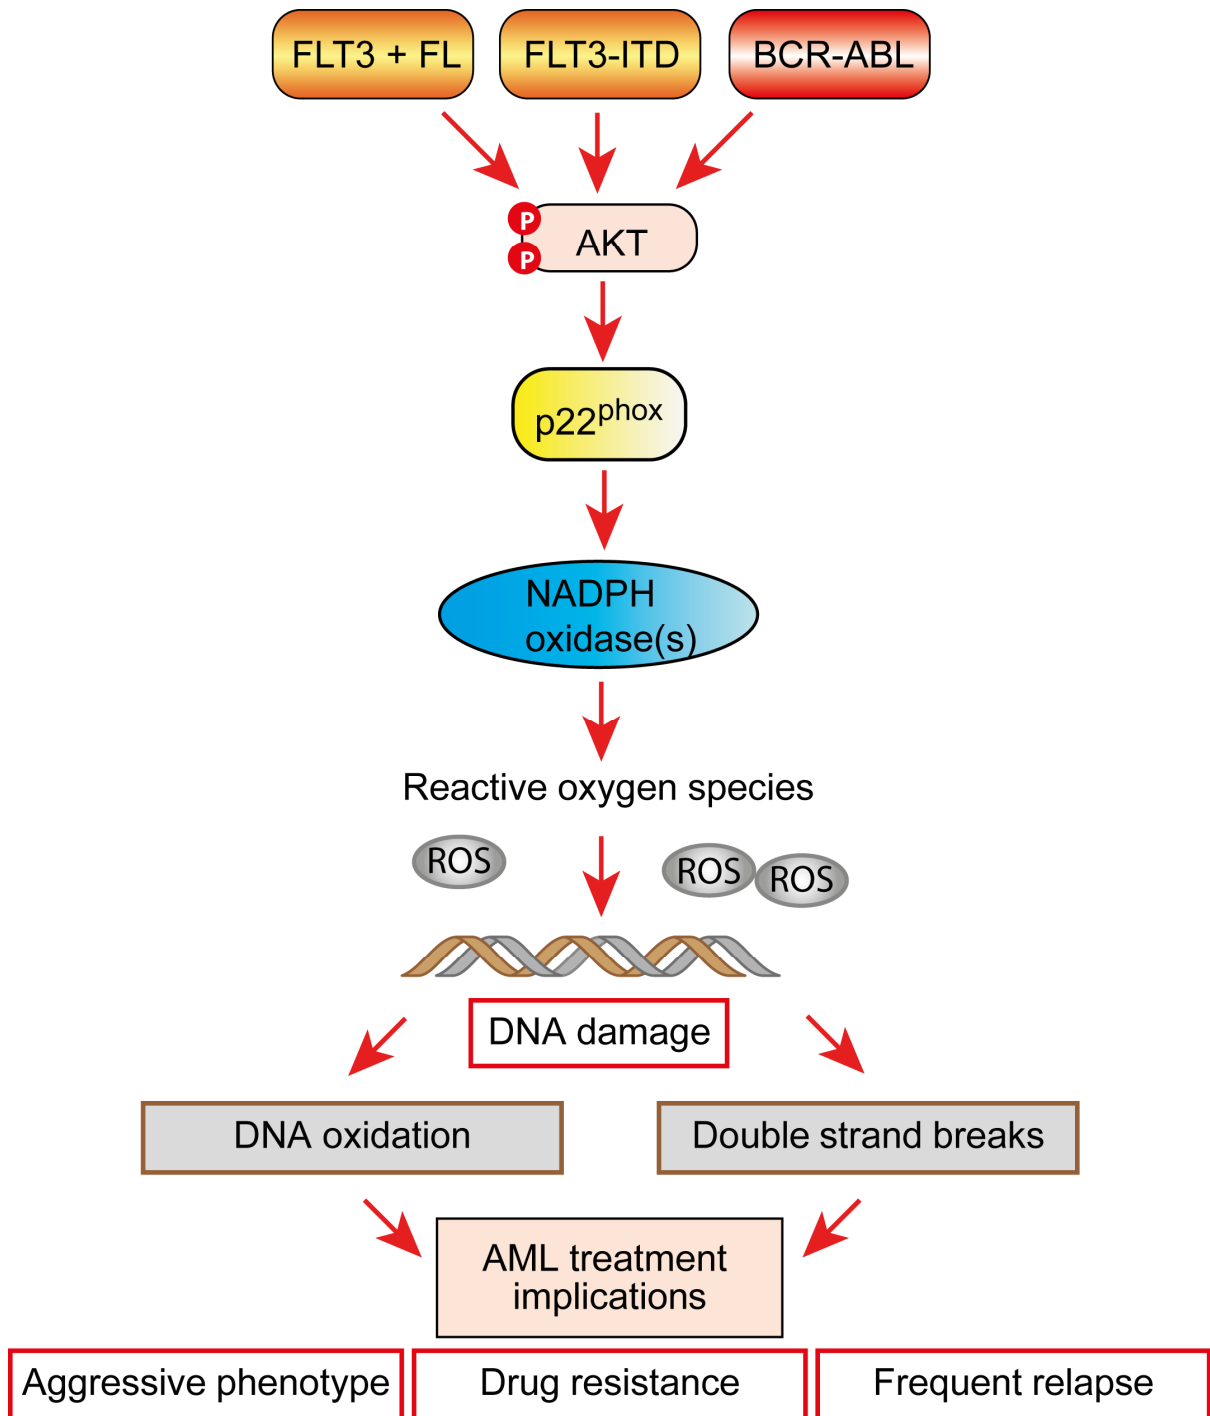 FLT3 + FL
FLT3-ITD
BCR-ABL
P
P
AKT
p22phox
NADPH
oxidase(s)
Reactive oxygen species
ROS
ROS
ROS
DNA damage
DNA oxidation
Double strand breaks
AML treatment
implications
Aggressive phenotype
Drug resistance
Frequent relapse